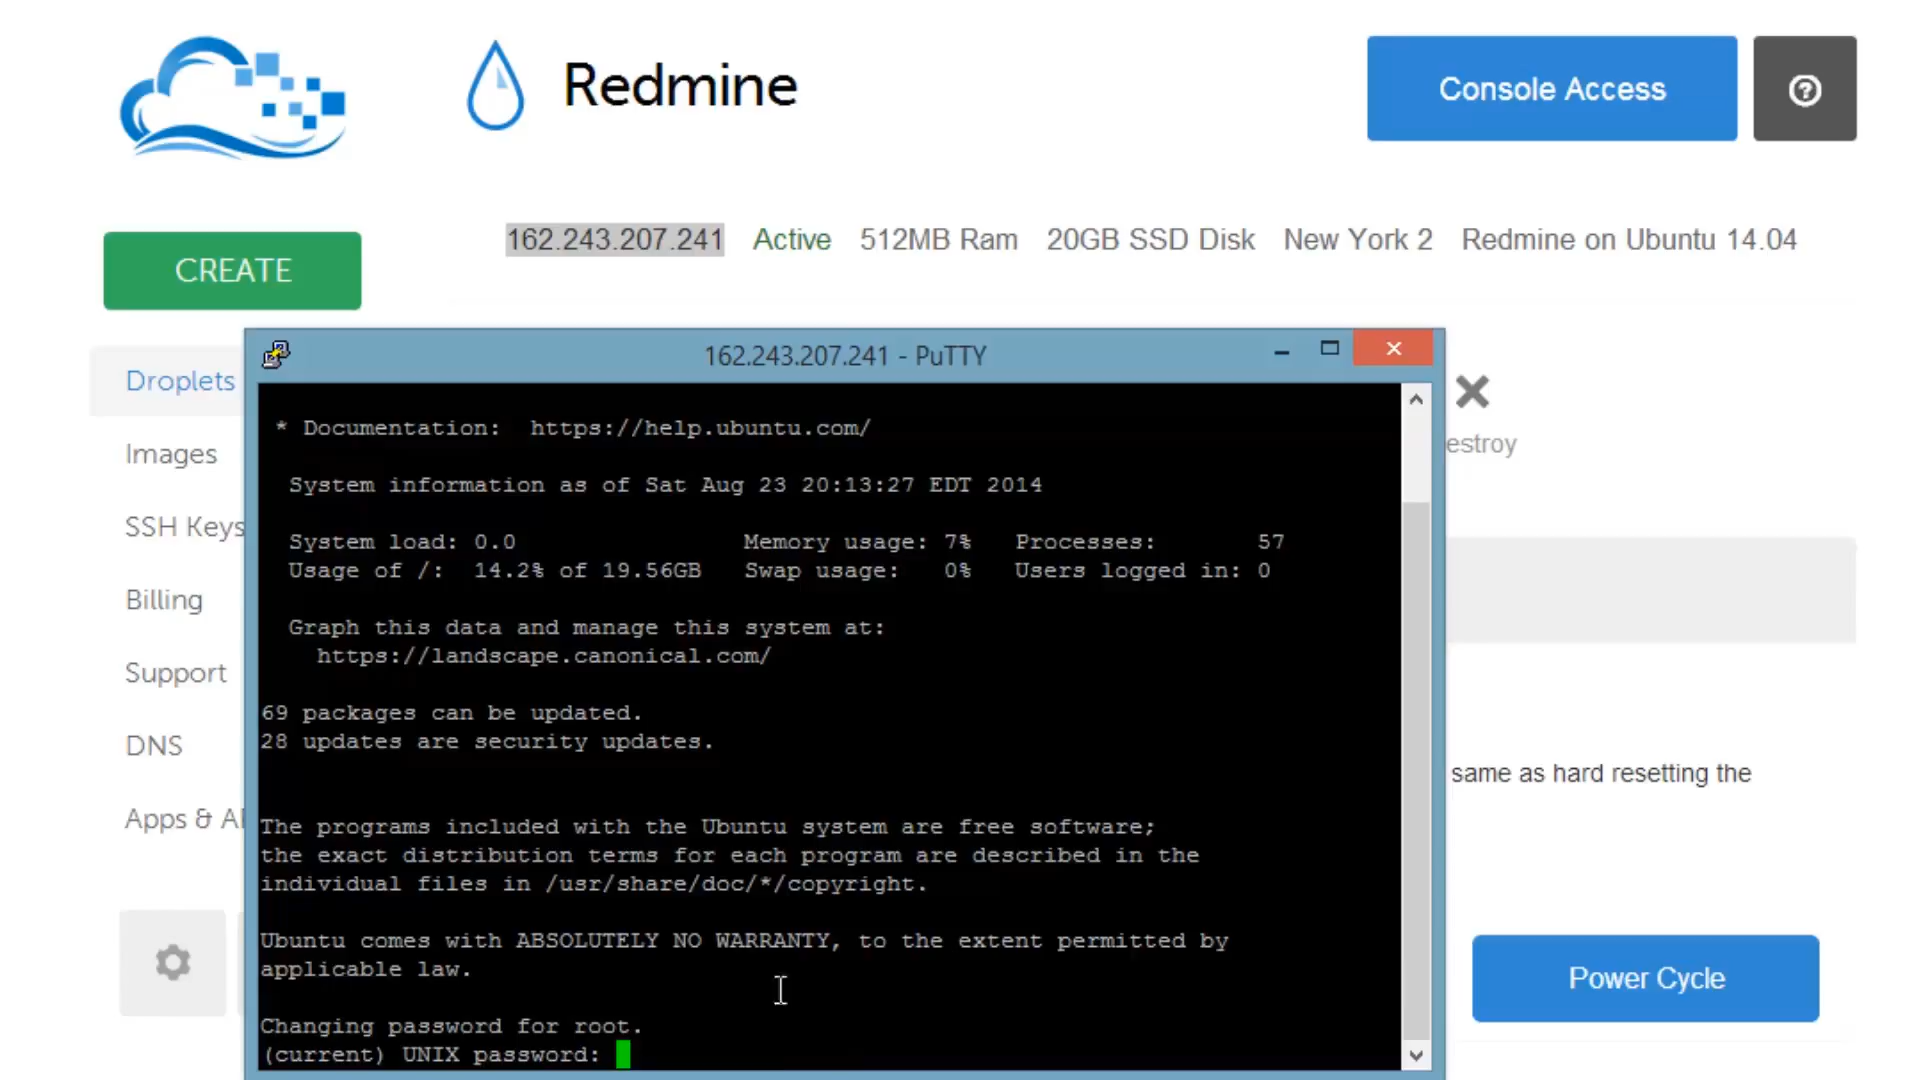 Redmine
Console Access
CREATE
162.243.207.241 Active 512MB Ram 20GB SSD Disk New York 2 Redmine on Ubuntu 14.04
Droplets
Images
SSH Keys
Billing
Support
DNS
Apps & A
162.243.207.241 - PuTTY
* Documentation: https://help.ubuntu.com/
System information as of Sat Aug 23 20:13:27 EDT 2014
System load: 0.0 Memory usage: 7% Processes: 57
Usage of /: 14.2% of 19.56GB Swap usage: 0% Users logged in: 0
Graph this data and manage this system at:
https://landscape.canonical.com/
69 packages can be updated.
28 updates are security updates.
The programs included with the Ubuntu system are free software;
the exact distribution terms for each program are described in the
individual files in /usr/share/doc/*/copyright.
Ubuntu comes with ABSOLUTELY NO WARRANTY, to the extent permitted by
applicable law.
Changing password for root.
(current) UNIX password:
estroy
same as hard resetting the
Power Cycle